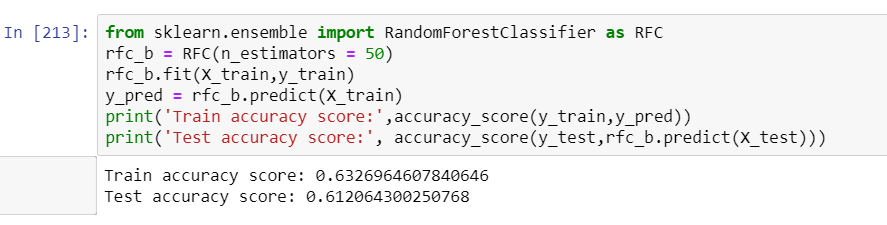 In [213]: from sklearn.ensemble import RandomForestClassifier as RFC
rfc_b = RFC(n_estimators = 50)
rfc_b.fit(X_train,y_train)
y_pred = rfc_b.predict(X_train)
print('Train accuracy score:',accuracy_score(y_train,y_pred))
print('Test accuracy score:', accuracy_score(y_test,rfc_b.predict(X_test)))
Train accuracy score: 0.6326964607840646
Test accuracy score: 0.612064300250768